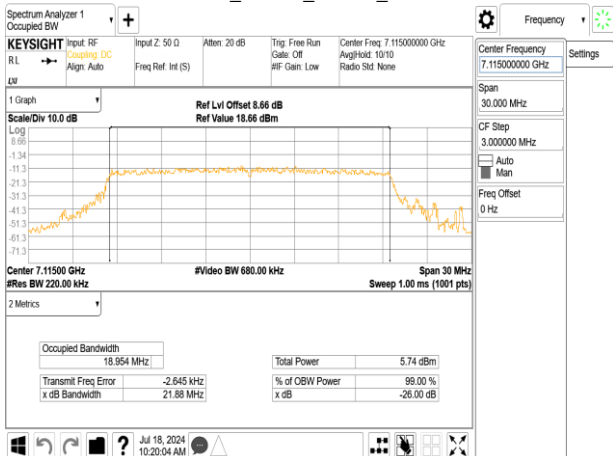 Spectrum Analyzer 1
Occupied BW
Frequency
KEYSIGHT
RL
LXI
Input: RF
Coupling: DC
Align: Auto
Input Z: 50 Ω
Freq Ref: Int (S)
Atten: 20 dB
Trig: Free Run
Gate: Off
#IF Gain: Low
Center Freq: 7.115000000 GHz
Avg|Hold: 10/10
Radio Std: None
Center Frequency
7.115000000 GHz
Settings
Span
30.000 MHz
CF Step
3.000000 MHz
Auto
Man
Freq Offset
0 Hz
1 Graph
Scale/Div 10.0 dB
Ref Lvl Offset 8.66 dB
Ref Value 18.66 dBm
Log
8.66
-1.34
-11.3
-21.3
-31.3
-41.3
-51.3
-61.3
-71.3
Center 7.11500 GHz
#Video BW 680.00 kHz
Span 30 MHz
#Res BW 220.00 kHz
Sweep 1.00 ms (1001 pts)
2 Metrics
Occupied Bandwidth
18.954 MHz
Total Power 5.74 dBm
Transmit Freq Error -2.645 kHz
% of OBW Power 99.00 %
x dB Bandwidth 21.88 MHz
x dB -26.00 dB
?
Jul 18, 2024
10:20:04 AM